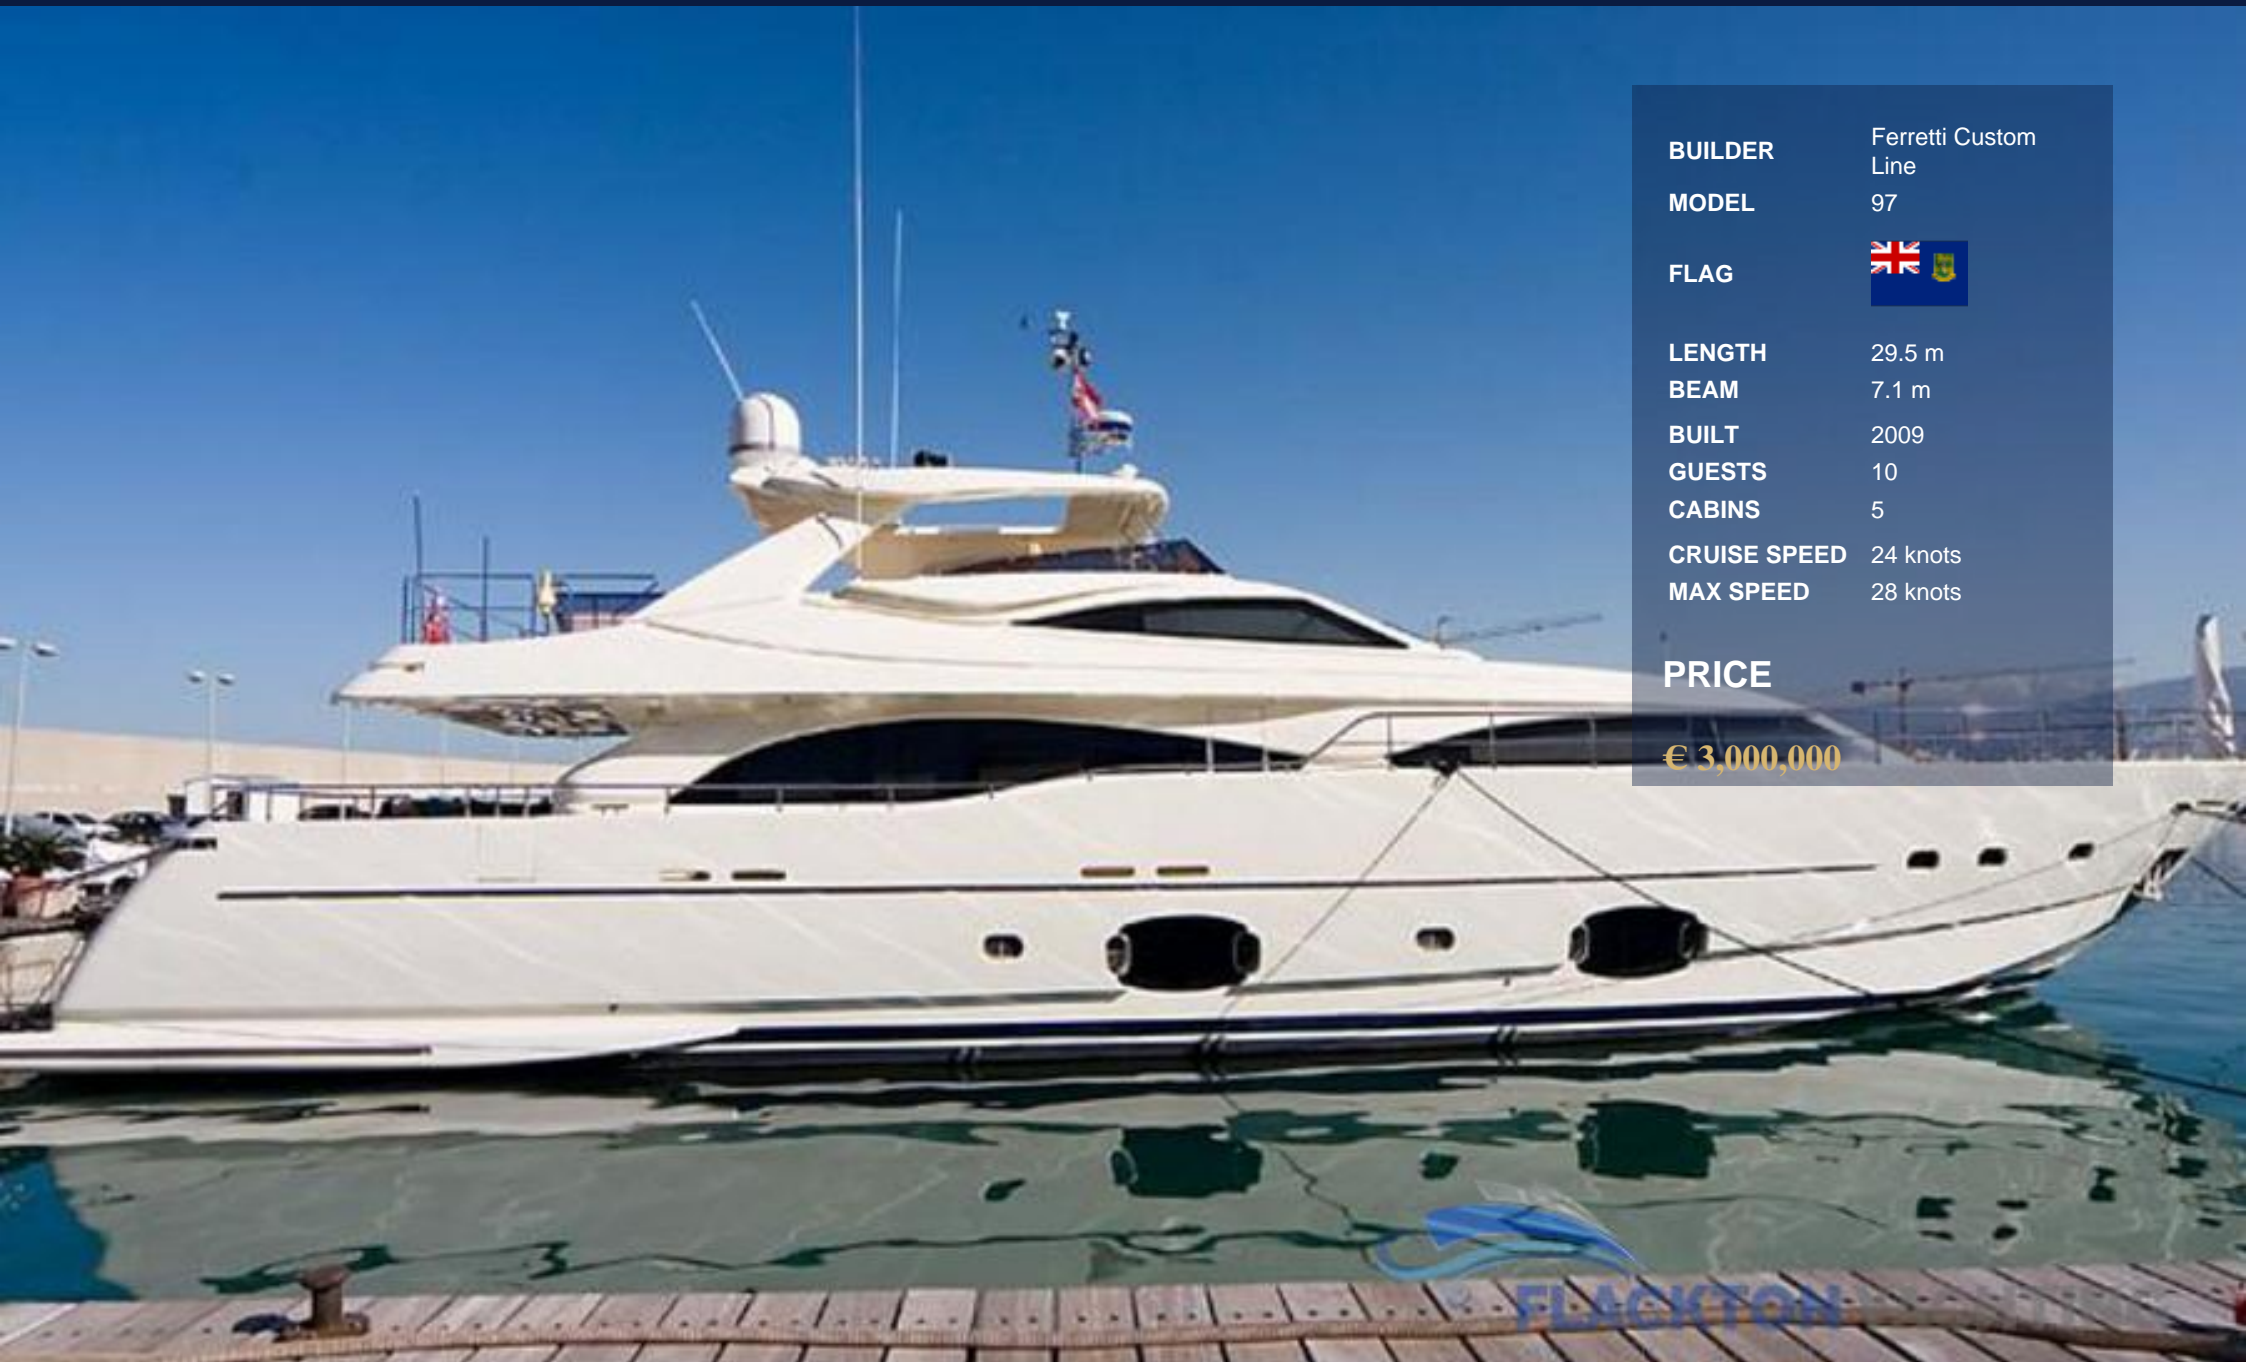 BUILDER Ferretti Custom
Line
MODEL 97
FLAG
LENGTH 29.5 m
BEAM 7.1 m
BUILT 2009
GUESTS 10
CABINS 5
CRUISE SPEED 24 knots
MAX SPEED 28 knots
PRICE
€ 3,000,000
FLACKTON